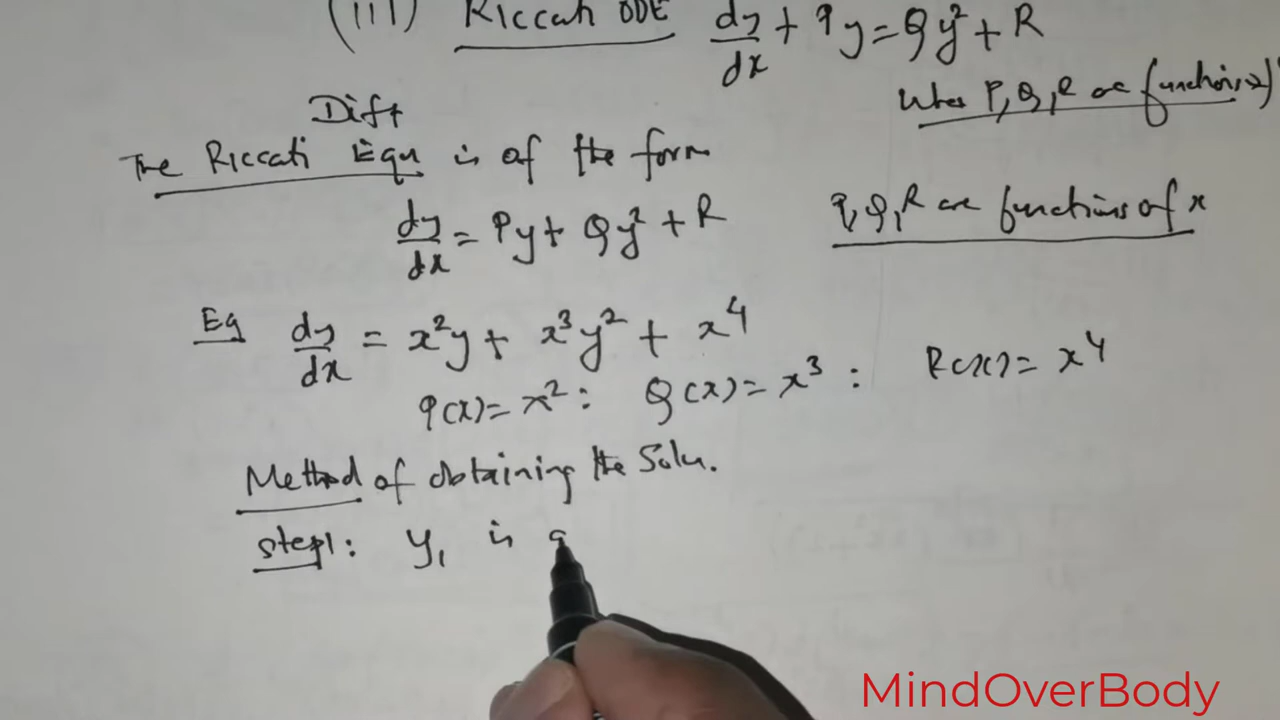 (iii) Riccati ODE dy/dx + Py = Qy² + R
When P, Q, R are functions
Diff
The Riccati Equ is of the form
dy/dx = Py + Qy² + R
P, Q, R are functions of x
Eg dy/dx = x²y + x³y² + x⁴
P(x) = x² : Q(x) = x³ : R(x) = x⁴
Method of obtaining the Soln.
step1: y₁ is
MindOverBody